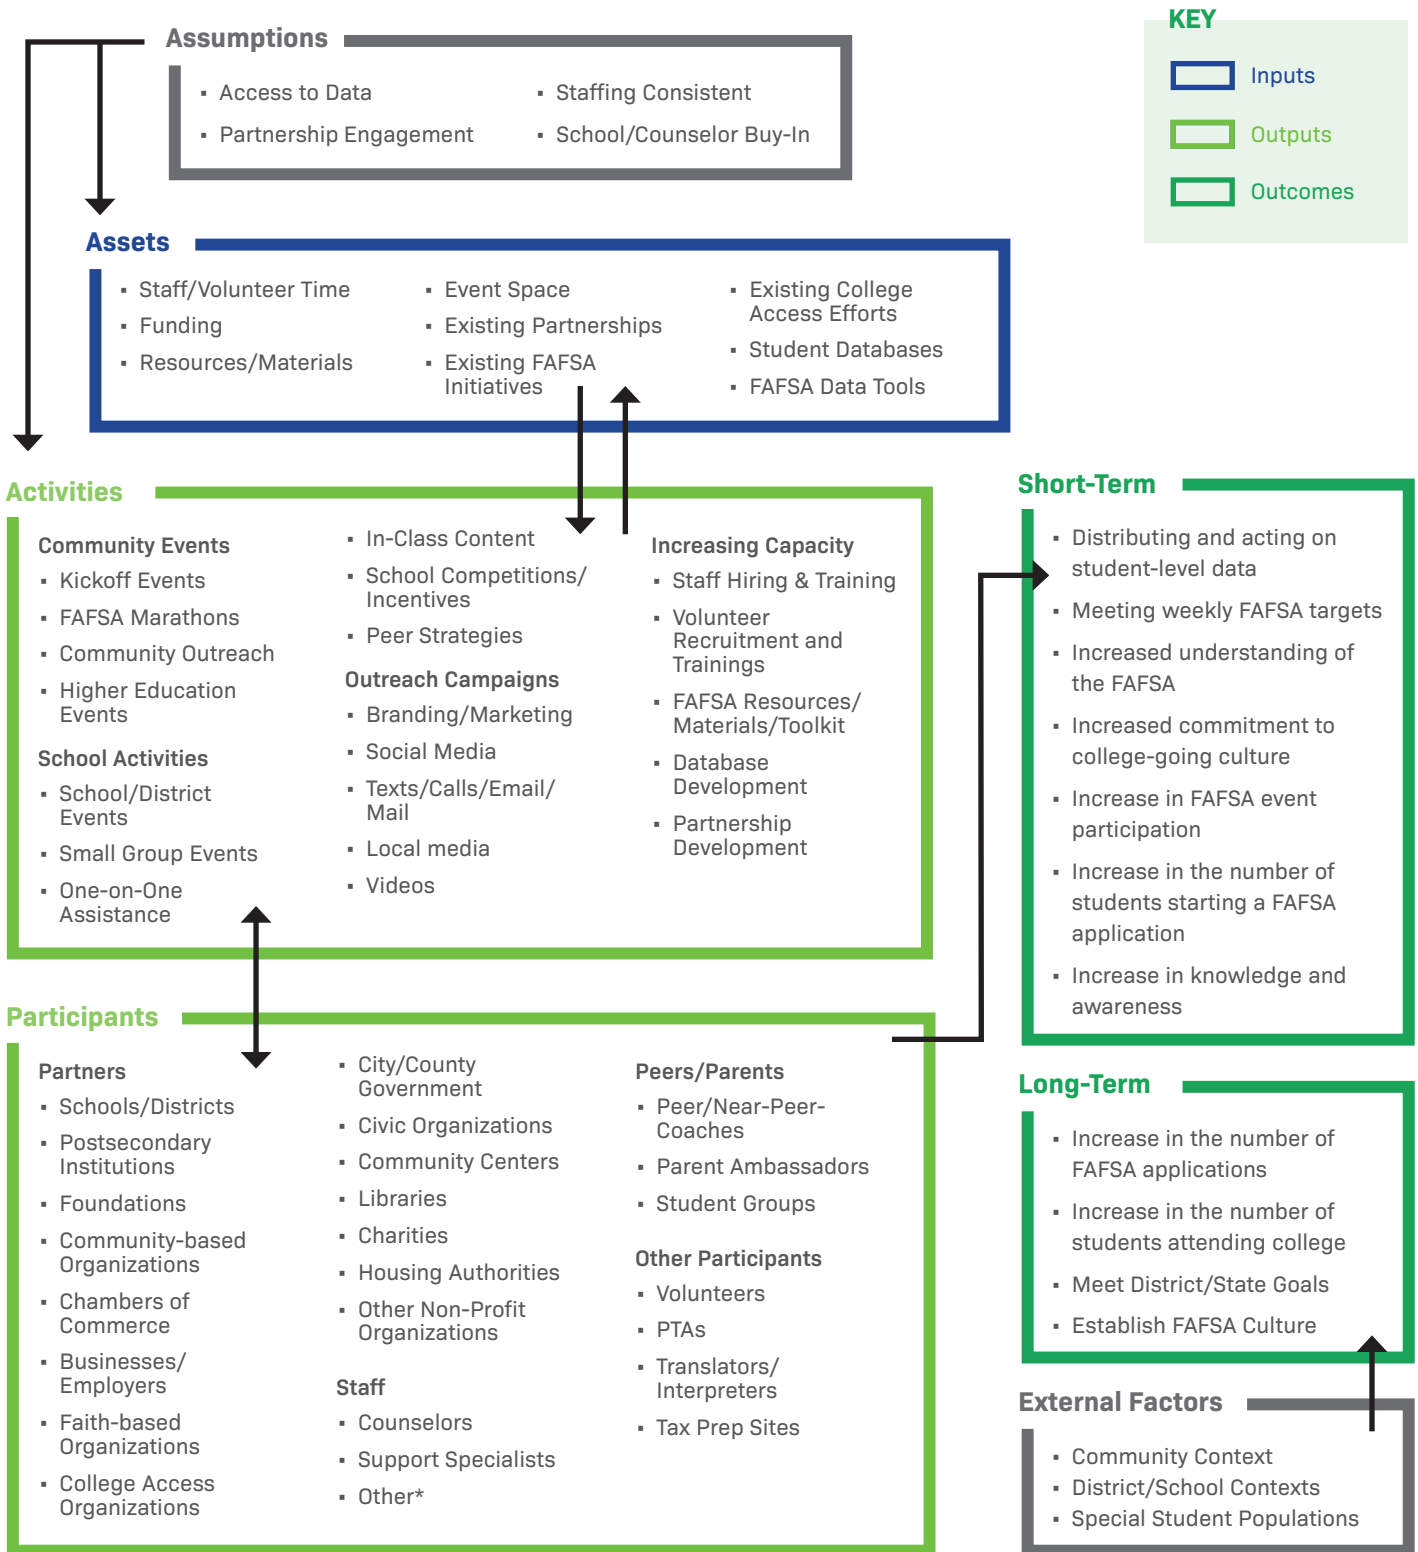 Assumptions
Access to Data
Partnership Engagement
Staffing Consistent
School/Counselor Buy-In
KEY
Inputs
Outputs
Outcomes
Assets
Staff/Volunteer Time
Funding
Resources/Materials
Event Space
Existing Partnerships
Existing FAFSA
Initiatives
Existing College
Access Efforts
Student Databases
FAFSA Data Tools
Activities
Community Events
Kickoff Events
FAFSA Marathons
Community Outreach
Higher Education
Events
School Activities
School/District
Events
Small Group Events
One-on-One
Assistance
In-Class Content
School Competitions/
Incentives
Peer Strategies
Outreach Campaigns
Branding/Marketing
Social Media
Texts/Calls/Email/
Mail
Local media
Videos
Increasing Capacity
Staff Hiring & Training
Volunteer
Recruitment and
Trainings
FAFSA Resources/
Materials/Toolkit
Database
Development
Partnership
Development
Participants
Partners
Schools/Districts
Postsecondary
Institutions
Foundations
Community-based
Organizations
Chambers of
Commerce
Businesses/
Employers
Faith-based
Organizations
College Access
Organizations
City/County
Government
Civic Organizations
Community Centers
Libraries
Charities
Housing Authorities
Other Non-Profit
Organizations
Staff
Counselors
Support Specialists
Other*
Peers/Parents
Peer/Near-Peer-
Coaches
Parent Ambassadors
Student Groups
Other Participants
Volunteers
PTAs
Translators/
Interpreters
Tax Prep Sites
Short-Term
Distributing and acting on
student-level data
Meeting weekly FAFSA targets
Increased understanding of
the FAFSA
Increased commitment to
college-going culture
Increase in FAFSA event
participation
Increase in the number of
students starting a FAFSA
application
Increase in knowledge and
awareness
Long-Term
Increase in the number of
FAFSA applications
Increase in the number of
students attending college
Meet District/State Goals
Establish FAFSA Culture
External Factors
Community Context
District/School Contexts
Special Student Populations